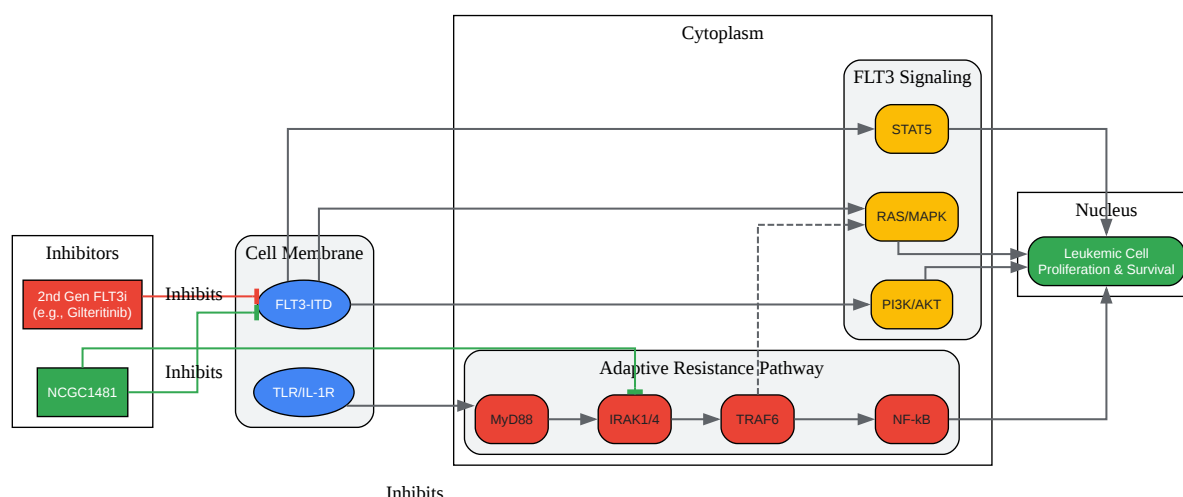 Cytoplasm
FLT3 Signaling
STAT5
RAS/MAPK
PI3K/AKT
Nucleus
Leukemic Cell
Proliferation & Survival
Inhibitors
2nd Gen FLT3i
(e.g., Gilteritinib)
NCGC1481
Inhibits
Inhibits
Cell Membrane
FLT3-ITD
TLR/IL-1R
Adaptive Resistance Pathway
MyD88
IRAK1/4
TRAF6
NF-kB
Inhibits